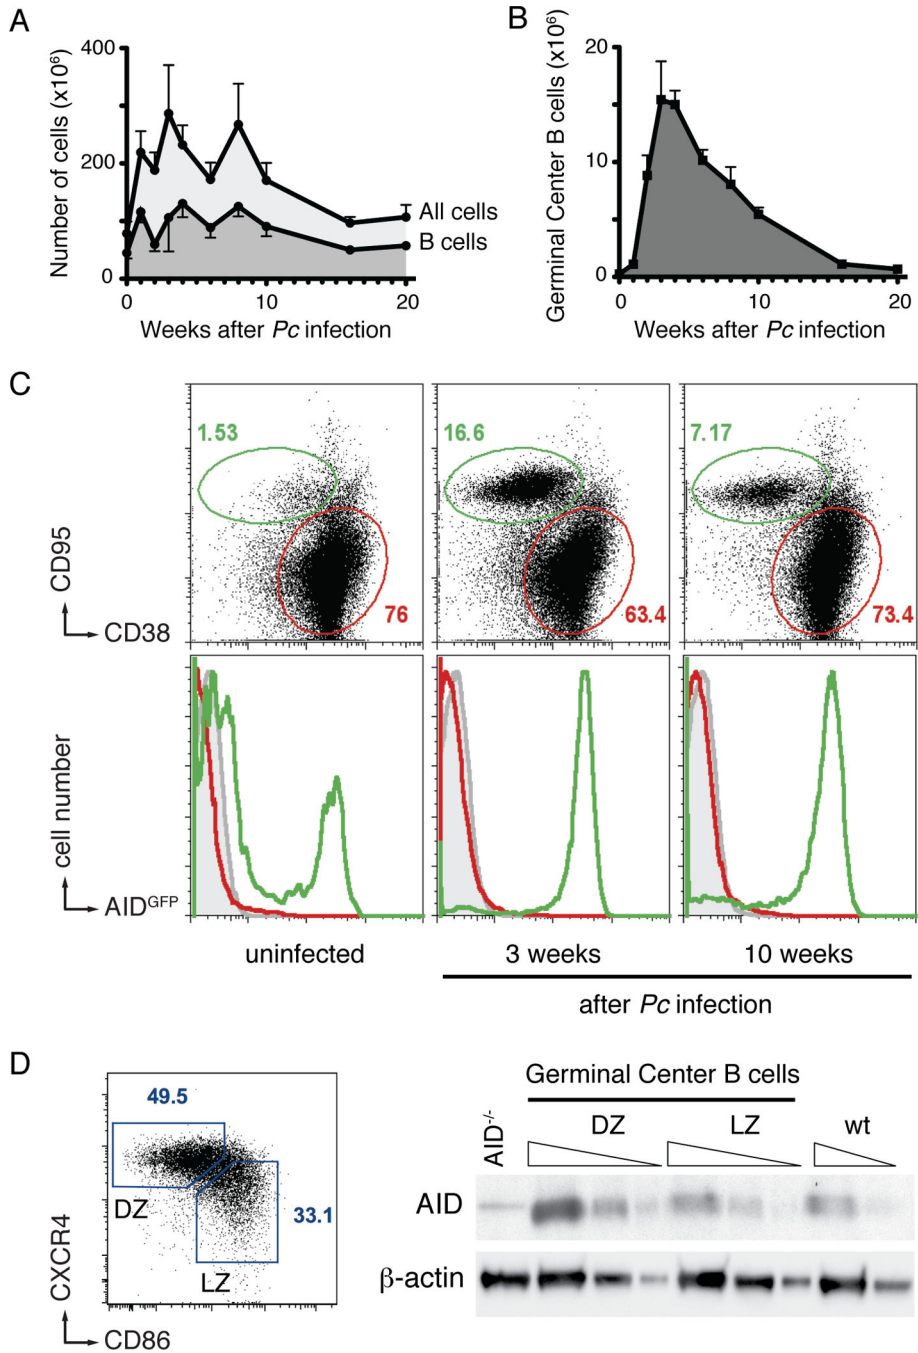 A
Number of cells (x10⁶)
400
200
0
0
10
20
All cells
B cells
Weeks after Pc infection
B
Germinal Center B cells (x10⁶)
20
10
0
0
10
20
Weeks after Pc infection
C
CD95
CD38
1.53
76
16.6
63.4
7.17
73.4
cell number
AIDᴳᶠᴾ
uninfected
3 weeks
10 weeks
after Pc infection
D
CXCR4
CD86
49.5
DZ
33.1
LZ
Germinal Center B cells
AID⁻/⁻
DZ
LZ
wt
AID
β-actin